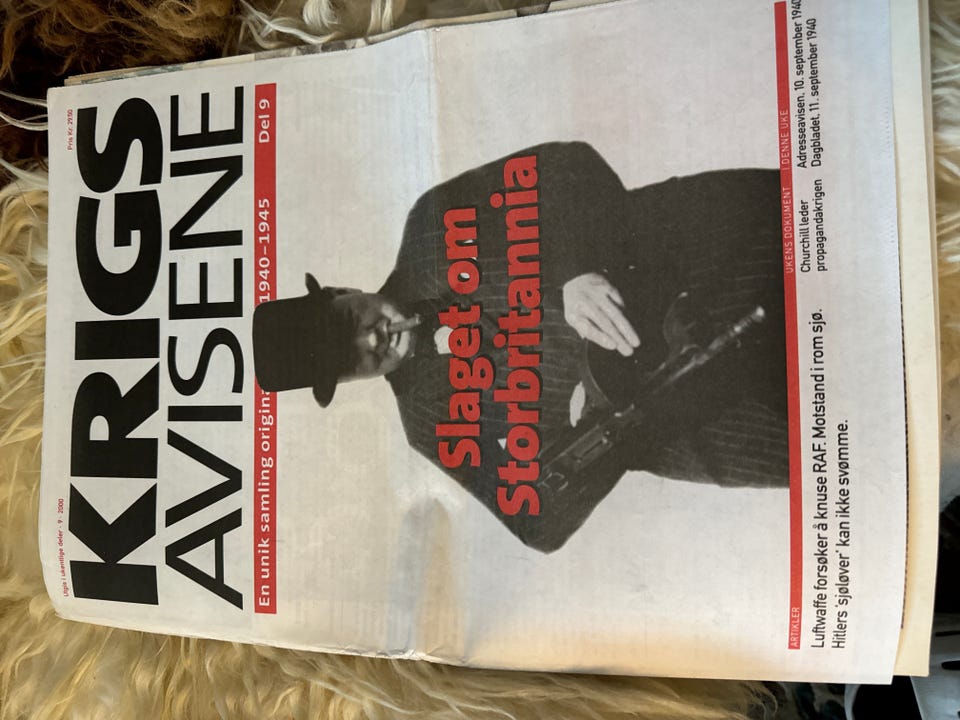 Utgis i ukentlige deler - 9 - 2000
Pris Kr. 29.50
KRIGS
AVISENE
En unik samling origina 1940–1945 Del 9
Slaget om
Storbritannia
ARTIKLER
Luftwaffe forsøker å knuse RAF. Motstand i rom sjø.
Hitlers 'sjøløver' kan ikke svømme.
UKENS DOKUMENT
Churchill leder
propagandakrigen
I DENNE UKE
Adresseavisen, 10. september 1940
Dagbladet, 11. september 1940